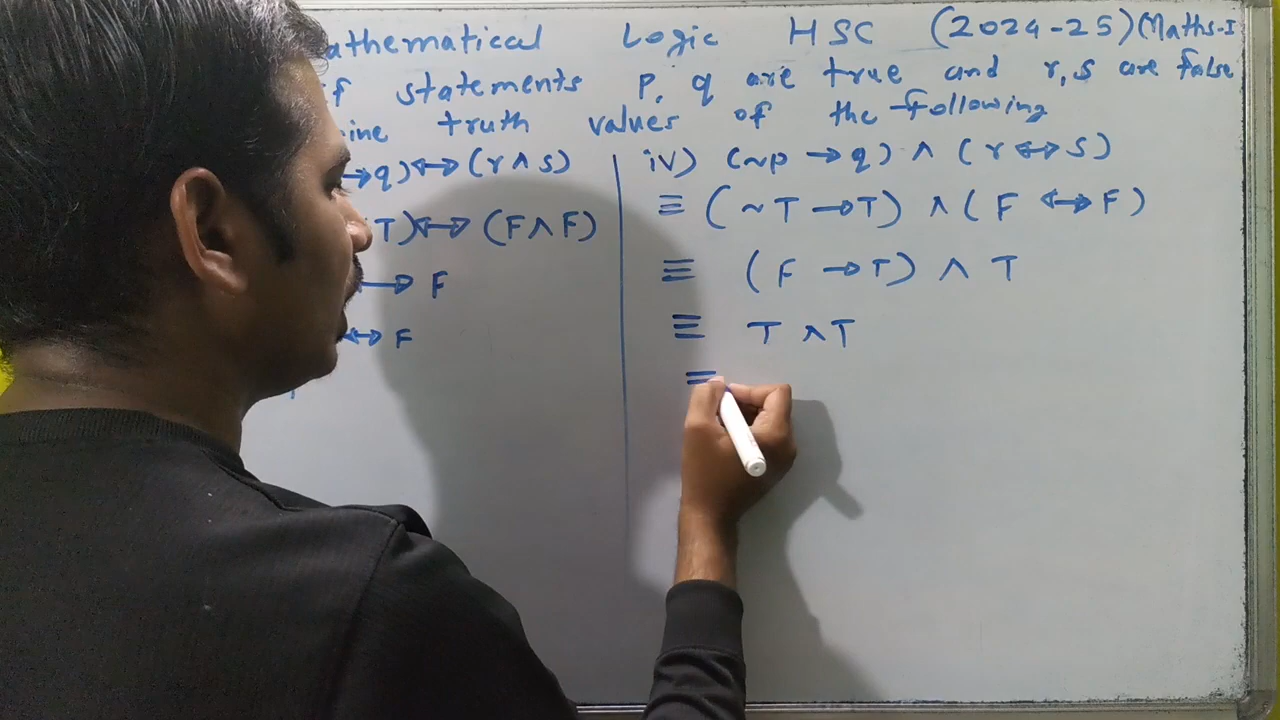 athematical Logic HSC (2024-25)(Maths-I
f statements p, q are true and r,s are false
ine truth values of the following
→q)↔(r∧s)
T)↔(F∧F)
→ F
↔ F
iv) (~p →q) ∧ (r↔s)
≡ (~T →T) ∧ (F ↔ F)
≡ (F →T) ∧ T
≡ T ∧T
≡